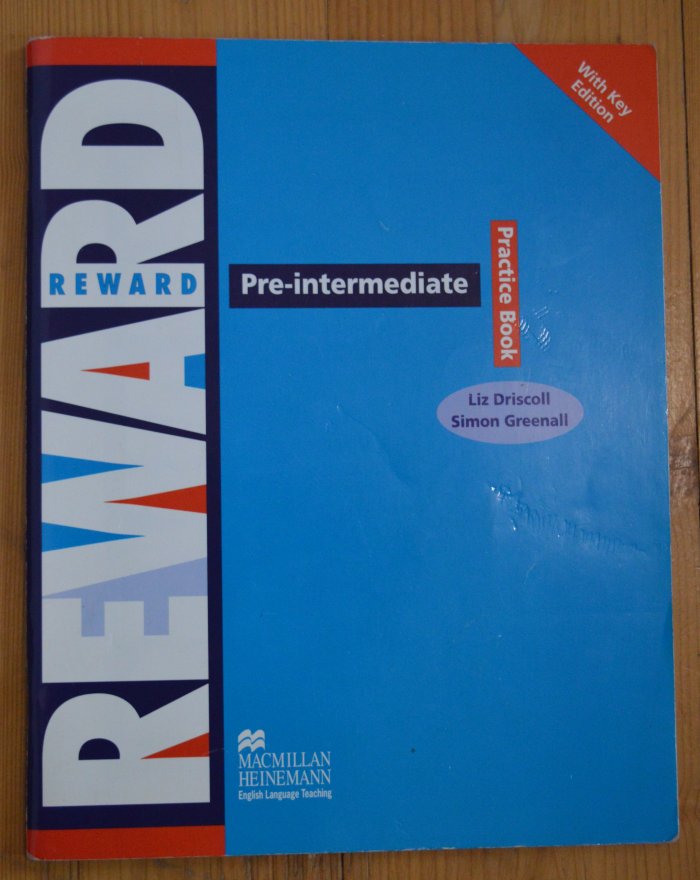 REWARD
With Key
Edition
REWARD
Pre-intermediate
Practice Book
Liz Driscoll
Simon Greenall
MACMILLAN
HEINEMANN
English Language Teaching